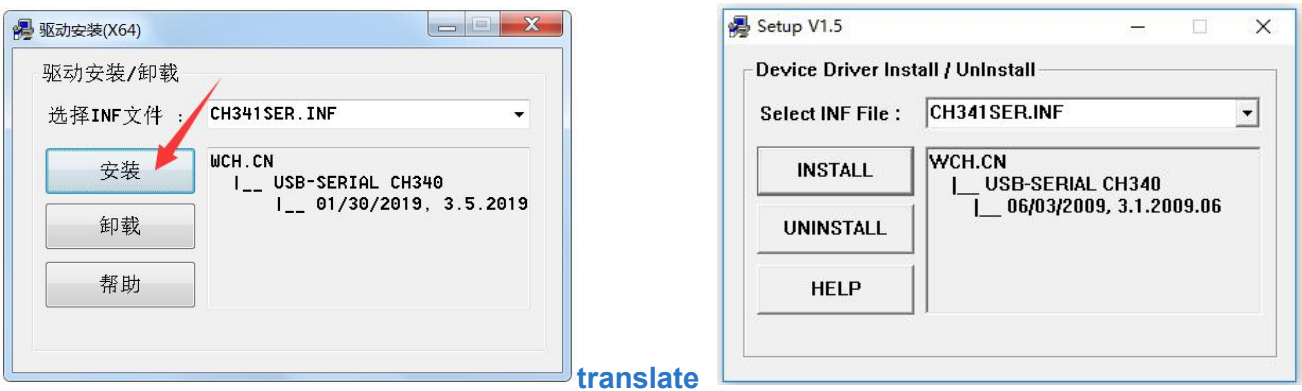 驱动安装(X64)
驱动安装/卸载
选择INF文件 :
CH341SER.INF
安装
卸载
帮助
WCH.CN
|__ USB-SERIAL CH340
|__ 01/30/2019, 3.5.2019
translate
Setup V1.5
Device Driver Install / UnInstall
Select INF File :
CH341SER.INF
INSTALL
UNINSTALL
HELP
WCH.CN
|__ USB-SERIAL CH340
|__ 06/03/2009, 3.1.2009.06